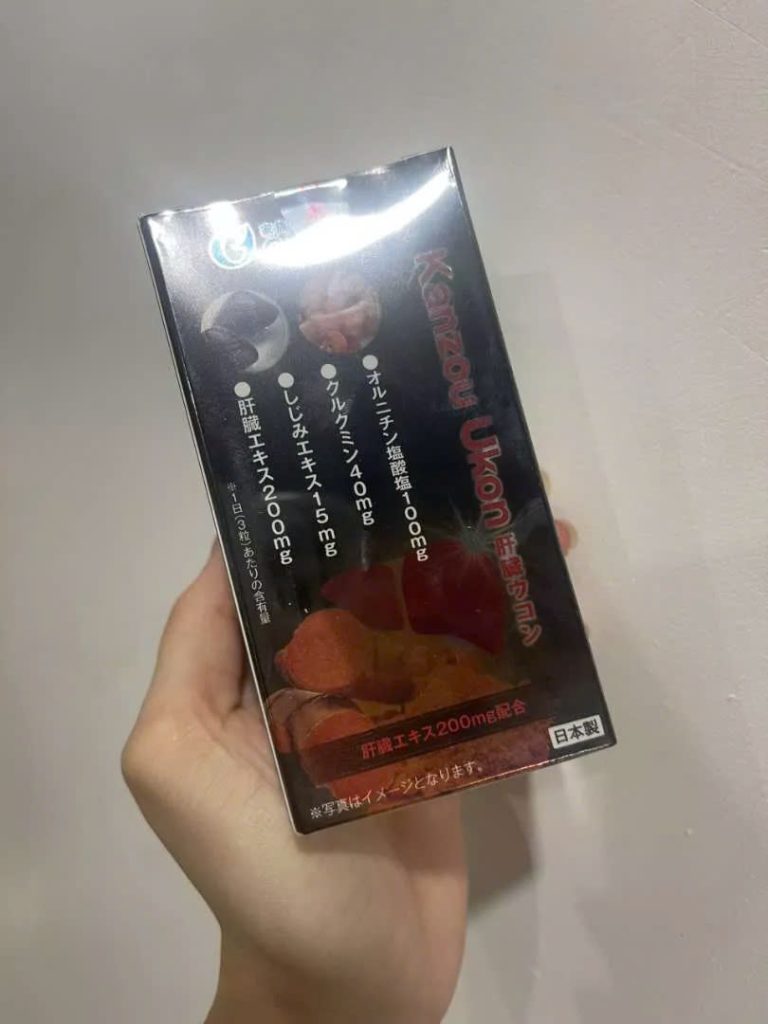 Kanzou Ukon 肝臓ウコン
●オルニチン塩酸塩100mg
●クルクミン40mg
●しじみエキス15mg
●肝臓エキス200mg
※1日(3粒)あたりの含有量
肝臓エキス200mg配合
日本製
※写真はイメージとなります。